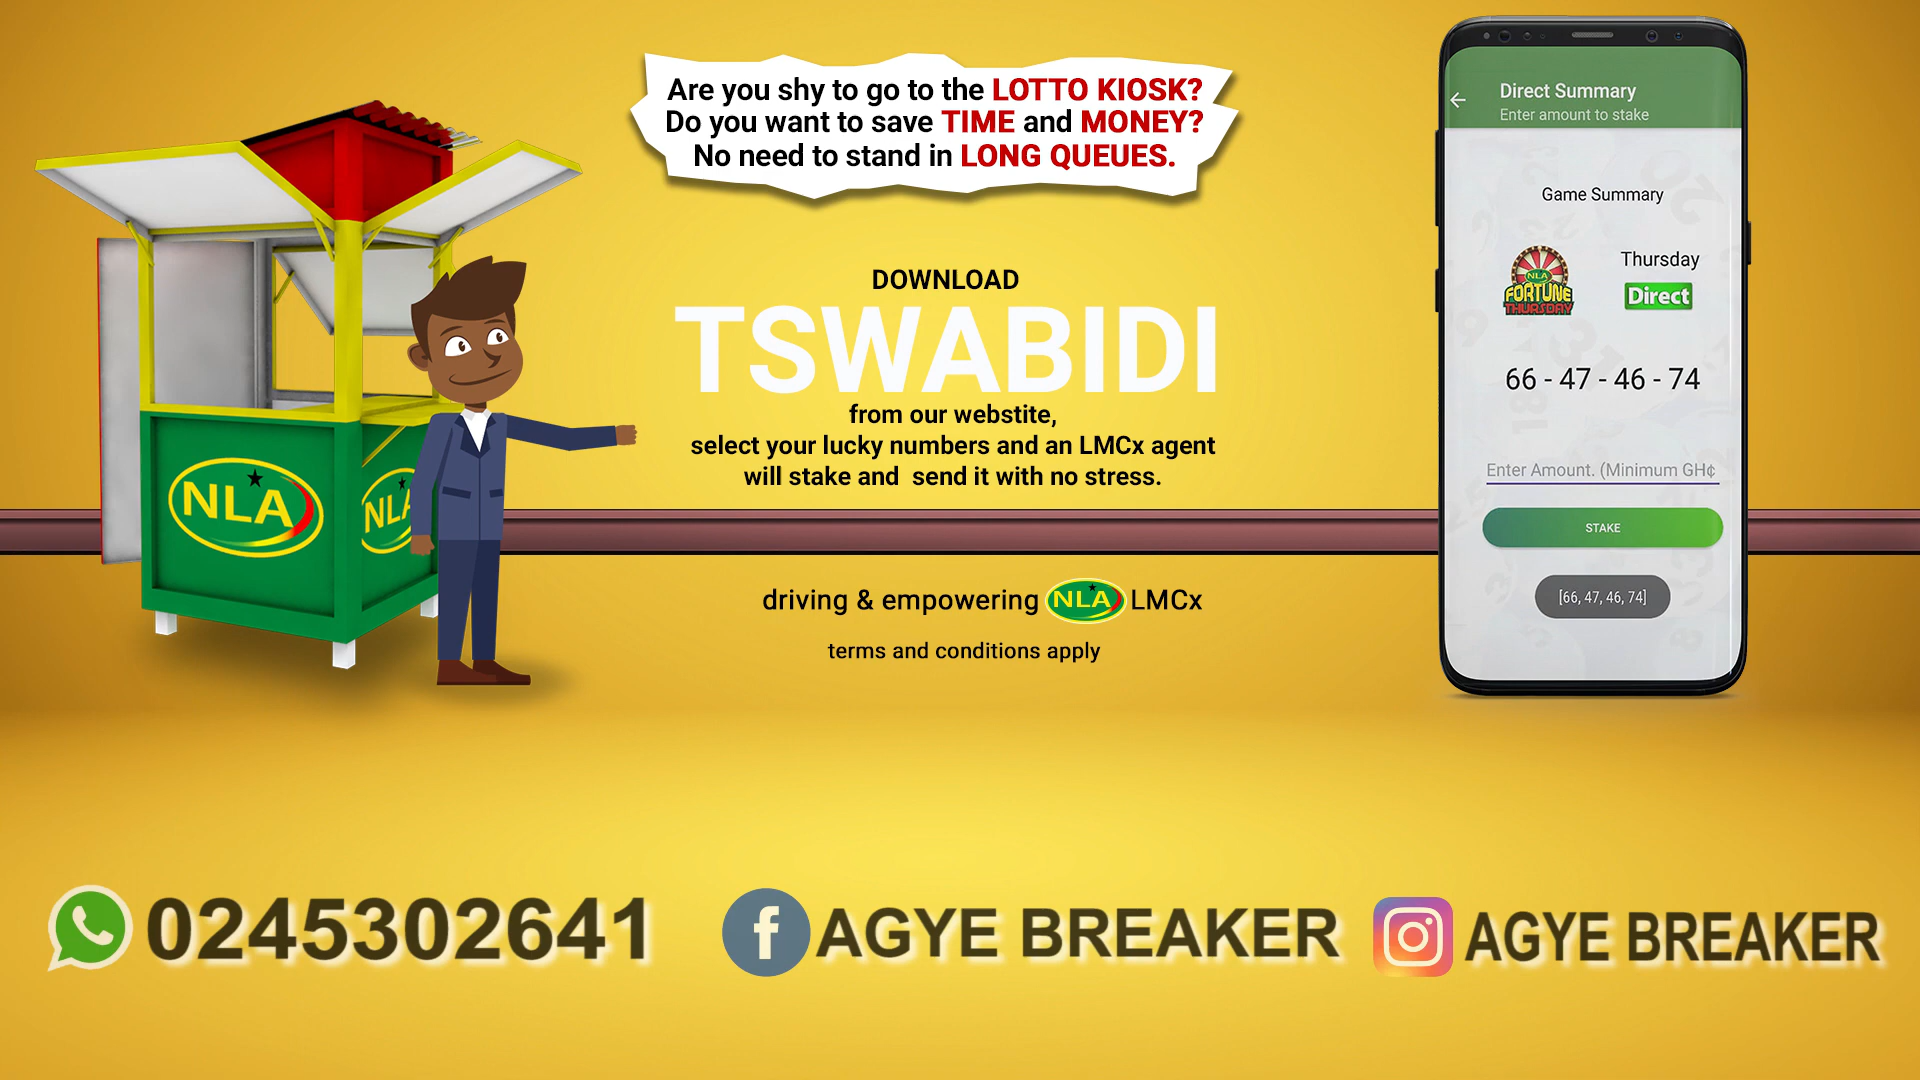 Are you shy to go to the LOTTO KIOSK?
Do you want to save TIME and MONEY?
No need to stand in LONG QUEUES.
DOWNLOAD
TSWABIDI
from our webstite,
select your lucky numbers and an LMCx agent
will stake and send it with no stress.
driving & empowering NLA LMCx
terms and conditions apply
NLA
NLA
Direct Summary
Enter amount to stake
Game Summary
NLA
FORTUNE
THURSDAY
Thursday
Direct
66 - 47 - 46 - 74
Enter Amount. (Minimum GH¢
STAKE
[66, 47, 46, 74]
0245302641
AGYE BREAKER
AGYE BREAKER